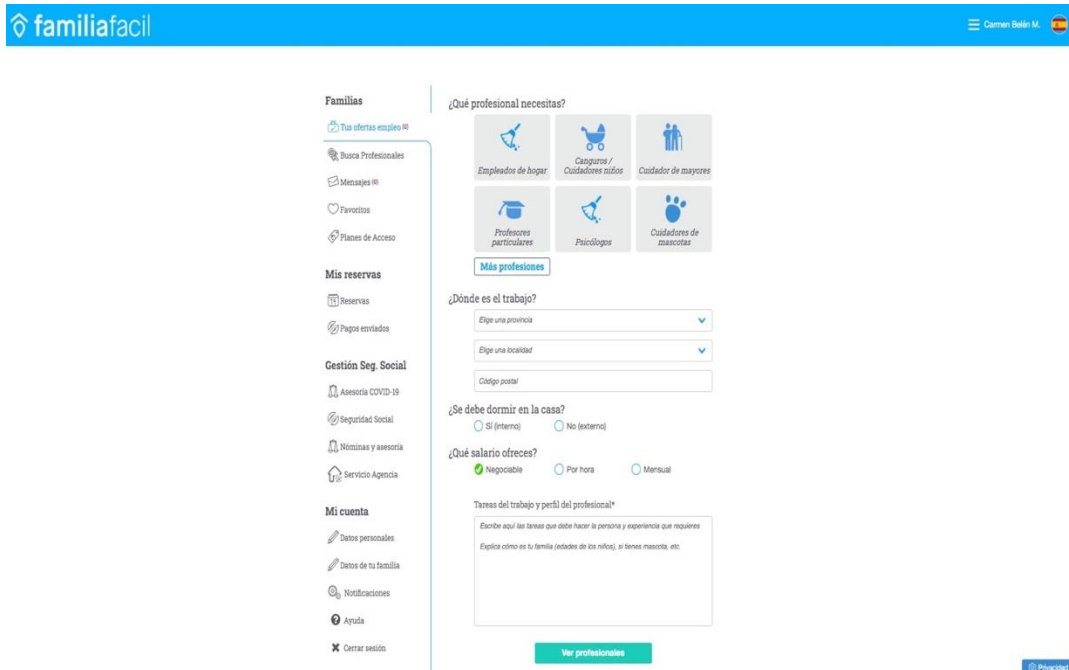 familiafacil
Carmen Belén M.
Familias
Tus ofertas empleo (0)
Busca Profesionales
Mensajes (0)
Favoritos
Planes de Acceso
Mis reservas
Reservas
Pagos enviados
Gestión Seg. Social
Asesoría COVID-19
Seguridad Social
Nóminas y asesoría
Servicio Agencia
Mi cuenta
Datos personales
Datos de tu familia
Notificaciones
Ayuda
Cerrar sesión
¿Qué profesional necesitas?
Empleados de hogar
Canguros /
Cuidadores niños
Cuidador de mayores
Profesores
particulares
Psicólogos
Cuidadores de
mascotas
Más profesiones
¿Dónde es el trabajo?
Elige una provincia
Elige una localidad
Código postal
¿Se debe dormir en la casa?
Sí (interno) No (externo)
¿Qué salario ofreces?
Negociable Por hora Mensual
Tareas del trabajo y perfil del profesional*
Escribe aquí las tareas que debe hacer la persona y experiencia que requieres
Explica cómo es tu familia (edades de los niños), si tienes mascota, etc.
Ver profesionales
Privacidad